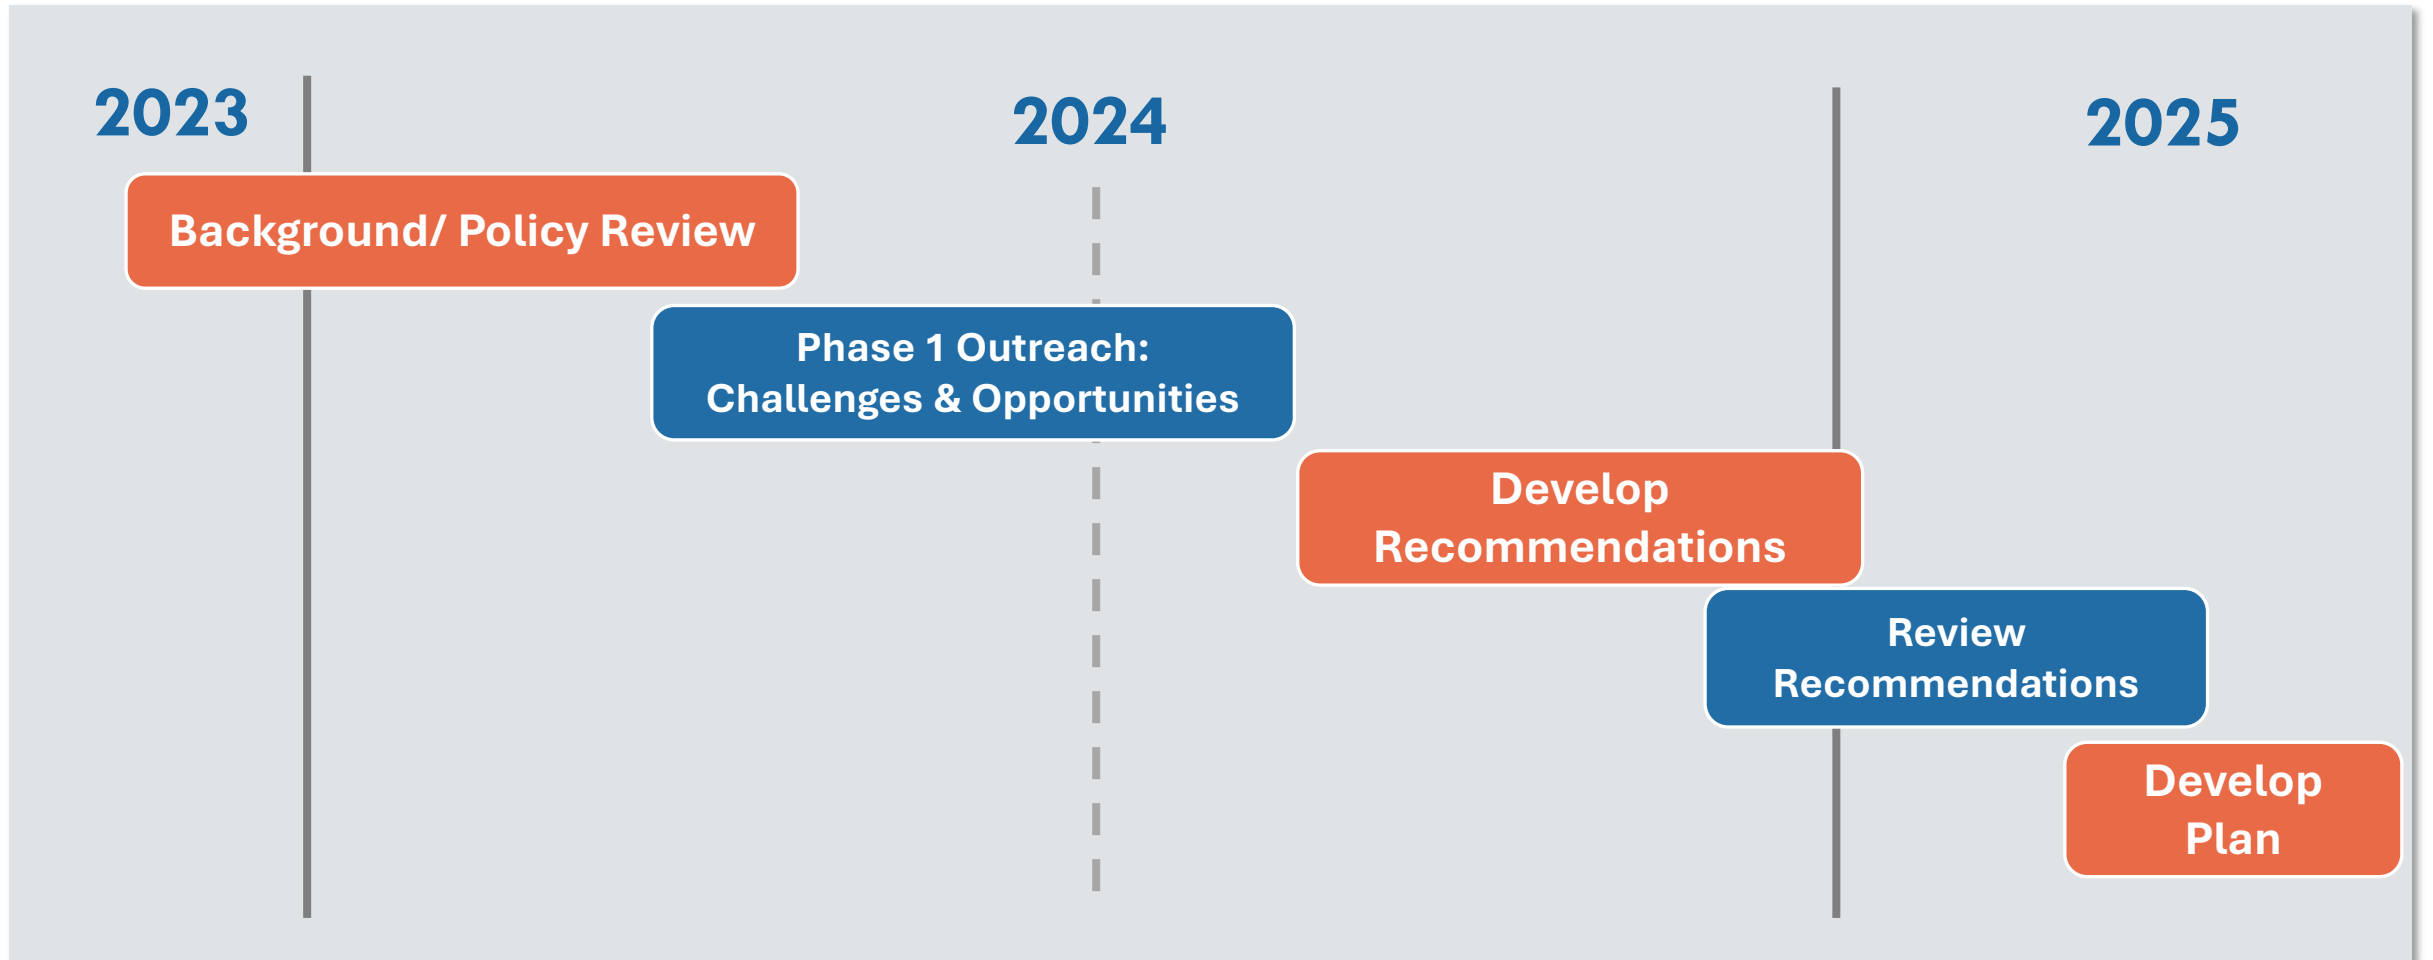 2023
2024
2025
Background/ Policy Review
Phase 1 Outreach:
Challenges & Opportunities
Develop
Recommendations
Review
Recommendations
Develop
Plan